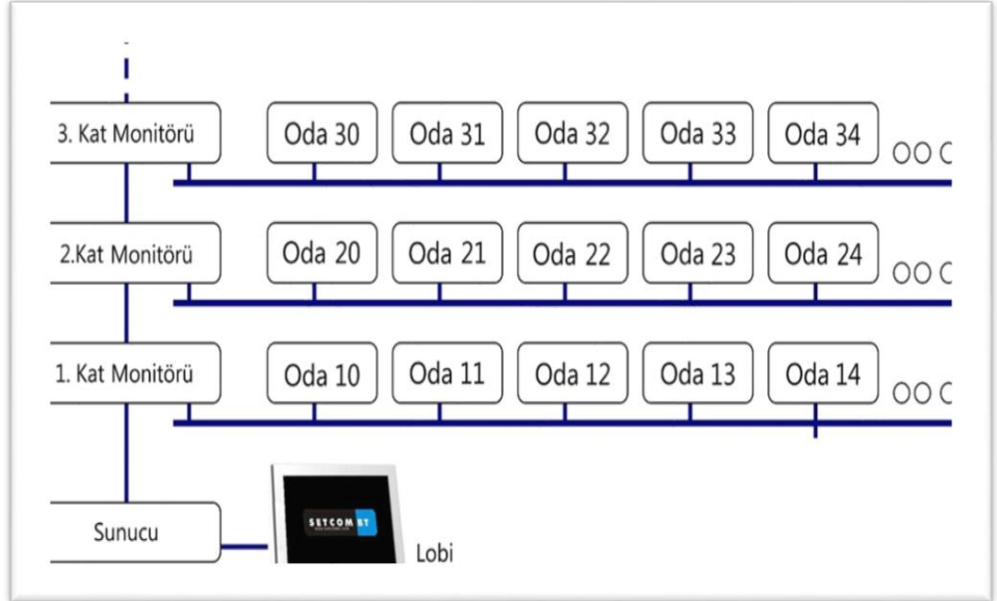 3. Kat Monitörü
Oda 30
Oda 31
Oda 32
Oda 33
Oda 34
2.Kat Monitörü
Oda 20
Oda 21
Oda 22
Oda 23
Oda 24
1. Kat Monitörü
Oda 10
Oda 11
Oda 12
Oda 13
Oda 14
Sunucu
SETCOM BT
Lobi